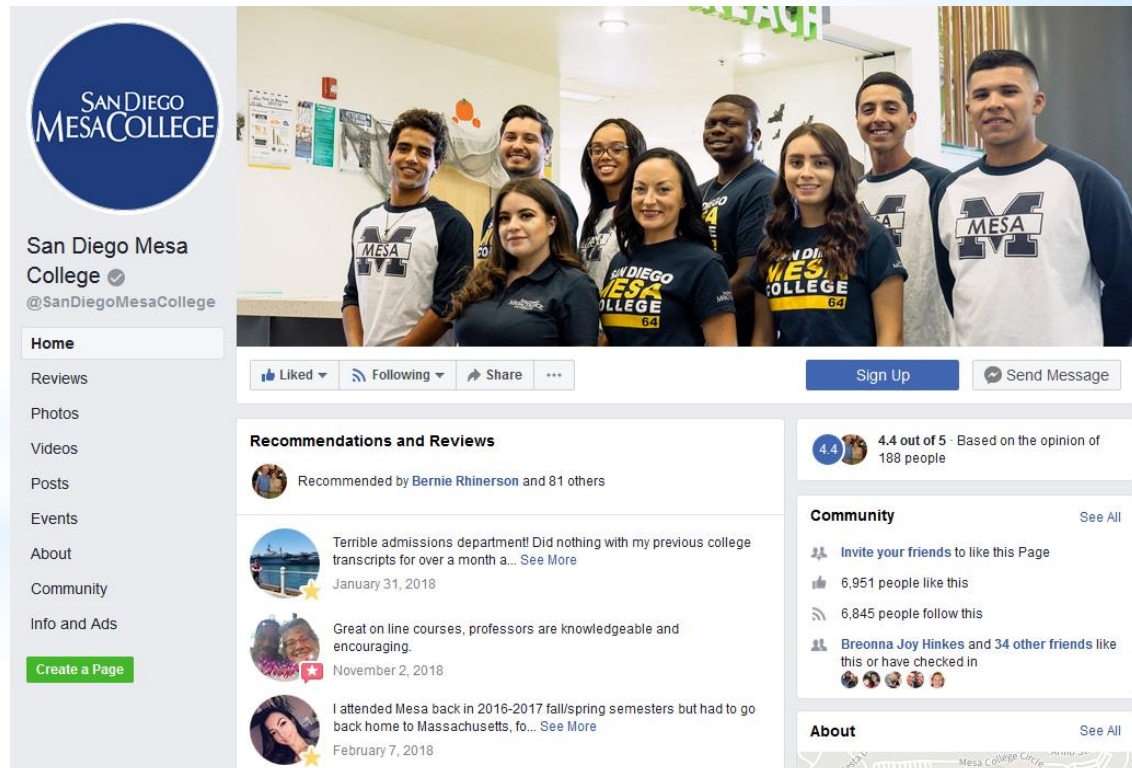 SAN DIEGO
MESA COLLEGE
San Diego Mesa
College
@SanDiegoMesaCollege
Home
Reviews
Photos
Videos
Posts
Events
About
Community
Info and Ads
Create a Page
MESA
MESA
SAN DIEGO
MESA
COLLEGE
64
SAN DIEGO
MESA
COLLEGE
64
MESA
Liked
Following
Share
Sign Up
Send Message
Recommendations and Reviews
Recommended by Bernie Rhinerson and 81 others
Terrible admissions department! Did nothing with my previous college
transcripts for over a month a... See More
January 31, 2018
Great on line courses, professors are knowledgeable and
encouraging.
November 2, 2018
I attended Mesa back in 2016-2017 fall/spring semesters but had to go
back home to Massachusetts, fo... See More
February 7, 2018
4.4
4.4 out of 5 · Based on the opinion of
188 people
Community
See All
Invite your friends to like this Page
6,951 people like this
6,845 people follow this
Breonna Joy Hinkes and 34 other friends like
this or have checked in
About
See All
Mesa College Circle